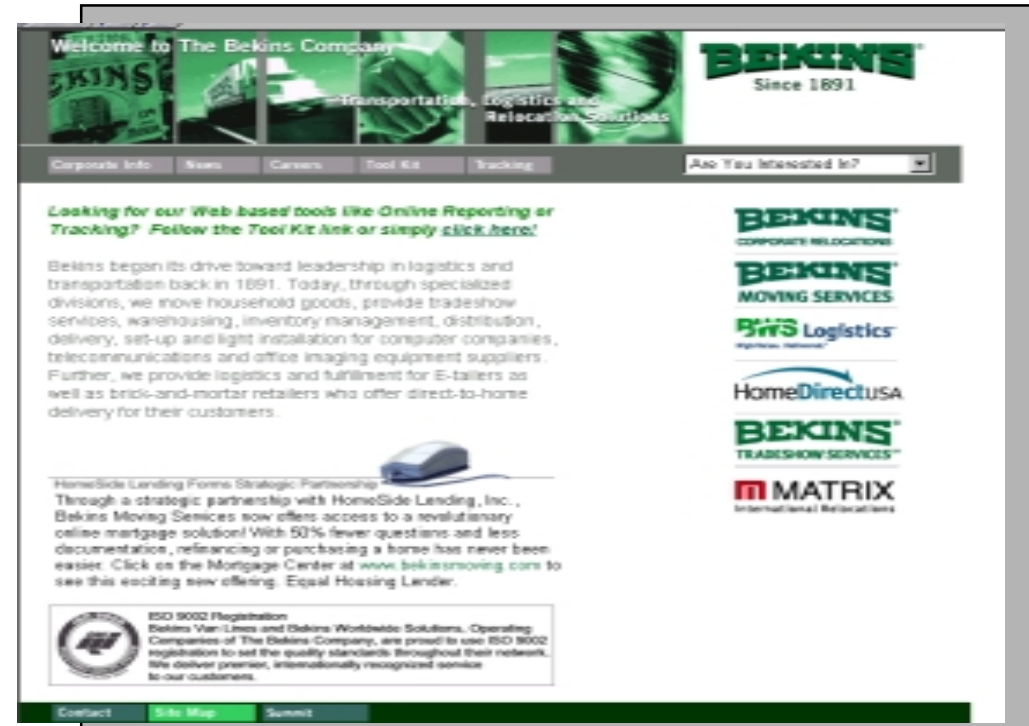 Welcome to The Bekins Company
Transportation, Logistics and
Relocation Solutions
BEKINS
Since 1891
Corporate Info News Careers Tool Kit Tracking
Are You Interested In?
Looking for our Web based tools like Online Reporting or
Tracking? Follow the Tool Kit link or simply click here!
Bekins began its drive toward leadership in logistics and
transportation back in 1891. Today, through specialized
divisions, we move household goods, provide tradeshow
services, warehousing, inventory management, distribution,
delivery, set-up and light installation for computer companies,
telecommunications and office imaging equipment suppliers.
Further, we provide logistics and fulfillment for E-tailers as
well as brick-and-mortar retailers who offer direct-to-home
delivery for their customers.
HomeSide Lending Forms Strategic Partnership
Through a strategic partnership with HomeSide Lending, Inc.,
Bekins Moving Services now offers access to a revolutionary
online mortgage solution! With 50% fewer questions and less
documentation, refinancing or purchasing a home has never been
easier. Click on the Mortgage Center at www.bekinsmoving.com to
see this exciting new offering. Equal Housing Lender.
ISO 9002 Registration
Bekins Van Lines and Bekins Worldwide Solutions, Operating
Companies of The Bekins Company, are proud to use ISO 9002
registration to set the quality standards throughout their network.
We deliver premier, internationally recognized service
to our customers.
BEKINS
CORPORATE RELOCATIONS
BEKINS
MOVING SERVICES
BWS Logistics
HomeDirectUSA
BEKINS
TRADESHOW SERVICES
MATRIX
International Relocations
Contact Site Map Summit